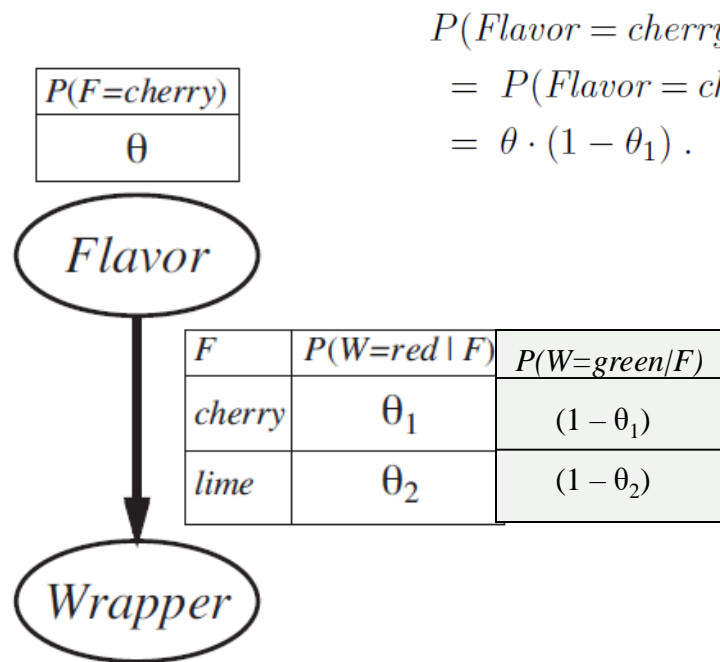 P(Flavor = cherry
= P(Flavor = ch
= θ · (1 − θ₁) .
P(F=cherry)
θ
Flavor
F P(W=red | F) P(W=green/F)
cherry θ₁ (1 – θ₁)
lime θ₂ (1 – θ₂)
Wrapper